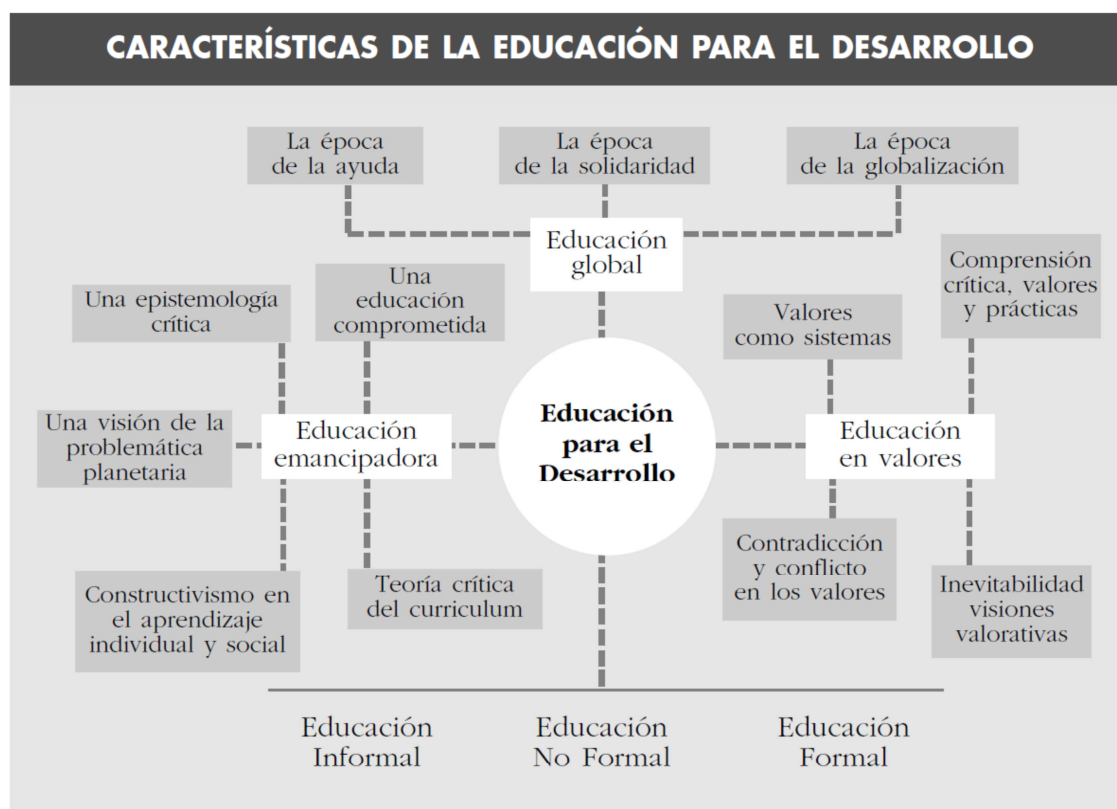 CARACTERÍSTICAS DE LA EDUCACIÓN PARA EL DESARROLLO
La época
de la ayuda
La época
de la solidaridad
La época
de la globalización
Educación
global
Una epistemología
crítica
Una
educación
comprometida
Valores
como sistemas
Comprensión
crítica, valores
y prácticas
Una visión de la
problemática
planetaria
Educación
emancipadora
Educación
para el
Desarrollo
Educación
en valores
Constructivismo en
el aprendizaje
individual y social
Teoría crítica
del curriculum
Contradicción
y conflicto
en los valores
Inevitabilidad
visiones
valorativas
Educación
Informal
Educación
No Formal
Educación
Formal